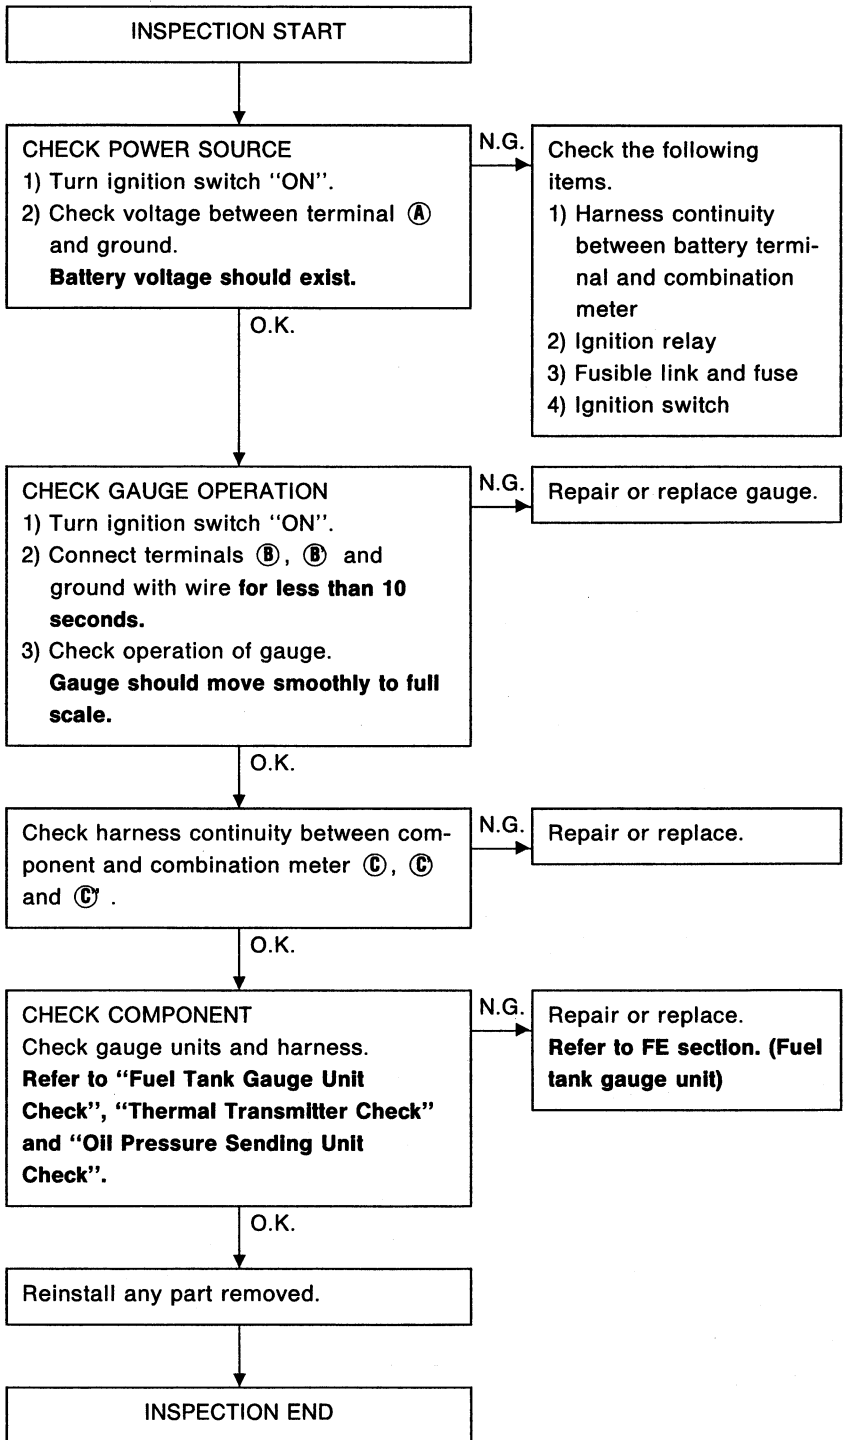 INSPECTION START
CHECK POWER SOURCE
1) Turn ignition switch "ON".
2) Check voltage between terminal Ⓐ
and ground.
Battery voltage should exist.
N.G.
Check the following
items.
1) Harness continuity
between battery termi-
nal and combination
meter
2) Ignition relay
3) Fusible link and fuse
4) Ignition switch
O.K.
CHECK GAUGE OPERATION
1) Turn ignition switch "ON".
2) Connect terminals Ⓑ, Ⓑ' and
ground with wire for less than 10
seconds.
3) Check operation of gauge.
Gauge should move smoothly to full
scale.
N.G.
Repair or replace gauge.
O.K.
Check harness continuity between com-
ponent and combination meter Ⓒ, Ⓒ'
and Ⓒ" .
N.G.
Repair or replace.
O.K.
CHECK COMPONENT
Check gauge units and harness.
Refer to "Fuel Tank Gauge Unit
Check", "Thermal Transmitter Check"
and "Oil Pressure Sending Unit
Check".
N.G.
Repair or replace.
Refer to FE section. (Fuel
tank gauge unit)
O.K.
Reinstall any part removed.
INSPECTION END